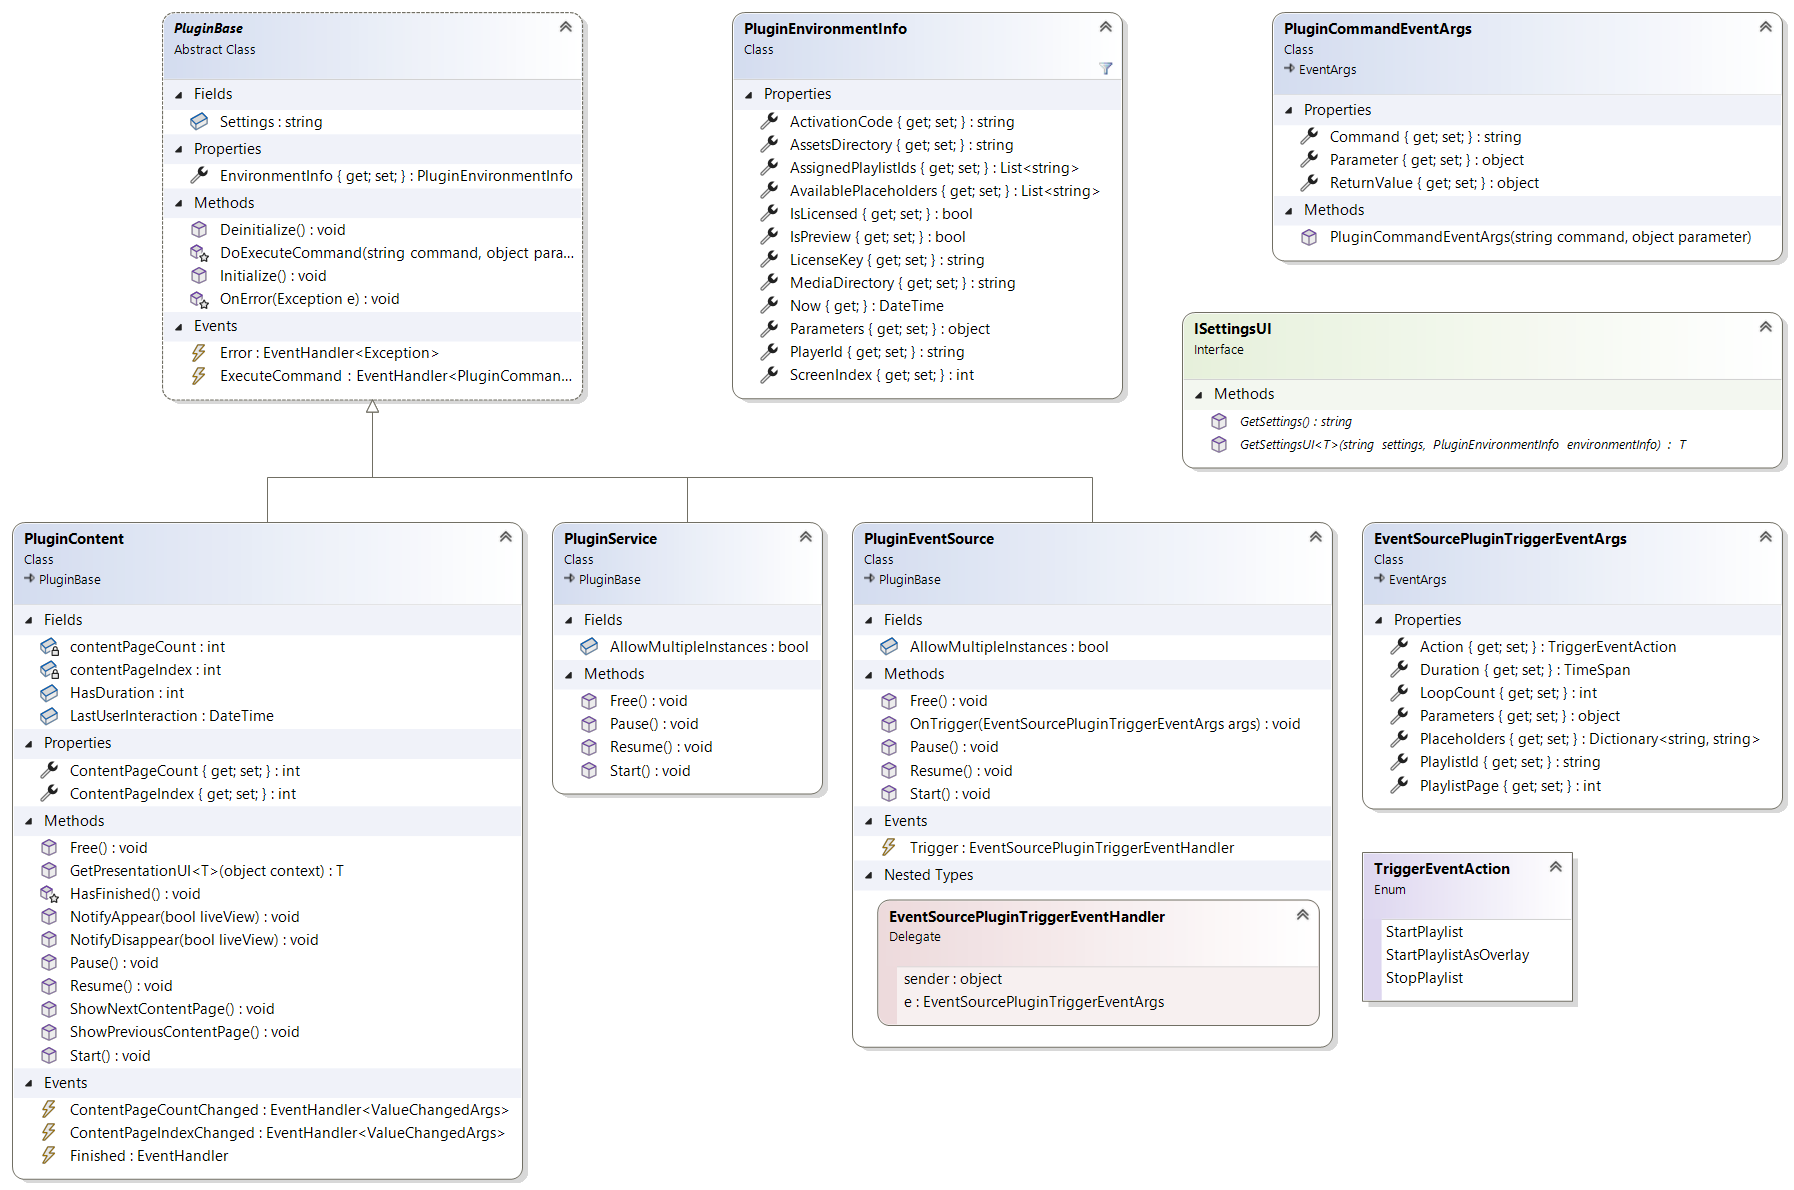 PluginBase
Abstract Class
Fields
Settings : string
Properties
EnvironmentInfo { get; set; } : PluginEnvironmentInfo
Methods
Deinitialize() : void
DoExecuteCommand(string command, object para...
Initialize() : void
OnError(Exception e) : void
Events
Error : EventHandler<Exception>
ExecuteCommand : EventHandler<PluginComman...
PluginEnvironmentInfo
Class
Properties
ActivationCode { get; set; } : string
AssetsDirectory { get; set; } : string
AssignedPlaylistIds { get; set; } : List<string>
AvailablePlaceholders { get; set; } : List<string>
IsLicensed { get; set; } : bool
IsPreview { get; set; } : bool
LicenseKey { get; set; } : string
MediaDirectory { get; set; } : string
Now { get; } : DateTime
Parameters { get; set; } : object
PlayerId { get; set; } : string
ScreenIndex { get; set; } : int
PluginCommandEventArgs
Class
EventArgs
Properties
Command { get; set; } : string
Parameter { get; set; } : object
ReturnValue { get; set; } : object
Methods
PluginCommandEventArgs(string command, object parameter)
ISettingsUI
Interface
Methods
GetSettings() : string
GetSettingsUI<T>(string settings, PluginEnvironmentInfo environmentInfo) : T
PluginContent
Class
PluginBase
Fields
contentPageCount : int
contentPageIndex : int
HasDuration : int
LastUserInteraction : DateTime
Properties
ContentPageCount { get; set; } : int
ContentPageIndex { get; set; } : int
Methods
Free() : void
GetPresentationUI<T>(object context) : T
HasFinished() : void
NotifyAppear(bool liveView) : void
NotifyDisappear(bool liveView) : void
Pause() : void
Resume() : void
ShowNextContentPage() : void
ShowPreviousContentPage() : void
Start() : void
Events
ContentPageCountChanged : EventHandler<ValueChangedArgs>
ContentPageIndexChanged : EventHandler<ValueChangedArgs>
Finished : EventHandler
PluginService
Class
PluginBase
Fields
AllowMultipleInstances : bool
Methods
Free() : void
Pause() : void
Resume() : void
Start() : void
PluginEventSource
Class
PluginBase
Fields
AllowMultipleInstances : bool
Methods
Free() : void
OnTrigger(EventSourcePluginTriggerEventArgs args) : void
Pause() : void
Resume() : void
Start() : void
Events
Trigger : EventSourcePluginTriggerEventHandler
Nested Types
EventSourcePluginTriggerEventHandler
Delegate
sender : object
e : EventSourcePluginTriggerEventArgs
EventSourcePluginTriggerEventArgs
Class
EventArgs
Properties
Action { get; set; } : TriggerEventAction
Duration { get; set; } : TimeSpan
LoopCount { get; set; } : int
Parameters { get; set; } : object
Placeholders { get; set; } : Dictionary<string, string>
PlaylistId { get; set; } : string
PlaylistPage { get; set; } : int
TriggerEventAction
Enum
StartPlaylist
StartPlaylistAsOverlay
StopPlaylist